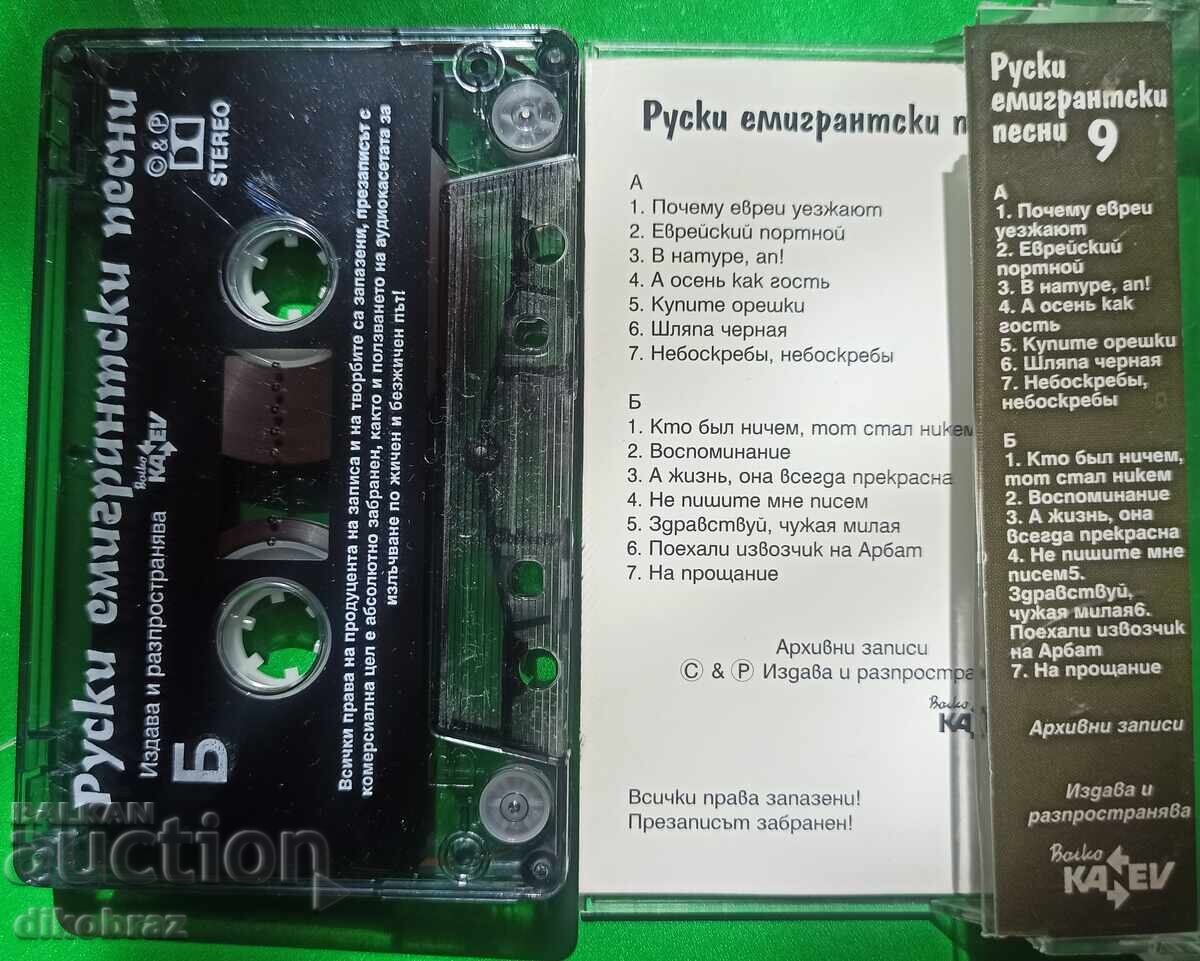 Руски емигрантски песни
Издава и разпространява
Boiko
KANEV
Б
© & ℗
STEREO
Всички права на продуцента на записа и на творбите са запазени, презаписът с
комерсиална цел е абсолютно забранен, както и ползването на аудиокасетата за
излъчване по жичен и безжичен път!
Руски емигрантски п
А
1. Почему евреи уезжают
2. Еврейский портной
3. В натуре, ап!
4. А осень как гость
5. Купите орешки
6. Шляпа черная
7. Небоскребы, небоскребы
Б
1. Кто был ничем, тот стал никем
2. Воспоминание
3. А жизнь, она всегда прекрасна
4. Не пишите мне писем
5. Здравствуй, чужая милая
6. Поехали извозчик на Арбат
7. На прощание
Архивни записи
© & ℗ Издава и разпростра
Boiko
KA
Всички права запазени!
Презаписът забранен!
Руски
емигрантски
песни 9
А
1. Почему евреи
уезжают
2. Еврейский
портной
3. В натуре, ап!
4. А осень как
гость
5. Купите орешки
6. Шляпа черная
7. Небоскребы,
небоскребы
Б
1. Кто был ничем,
тот стал никем
2. Воспоминание
3. А жизнь, она
всегда прекрасна
4. Не пишите мне
писем5.
Здравствуй,
чужая милая6.
Поехали извозчик
на Арбат
7. На прощание
Архивни записи
Издава и
разпространява
Boiko
KANEV
BALKAN
auction
dikobraz